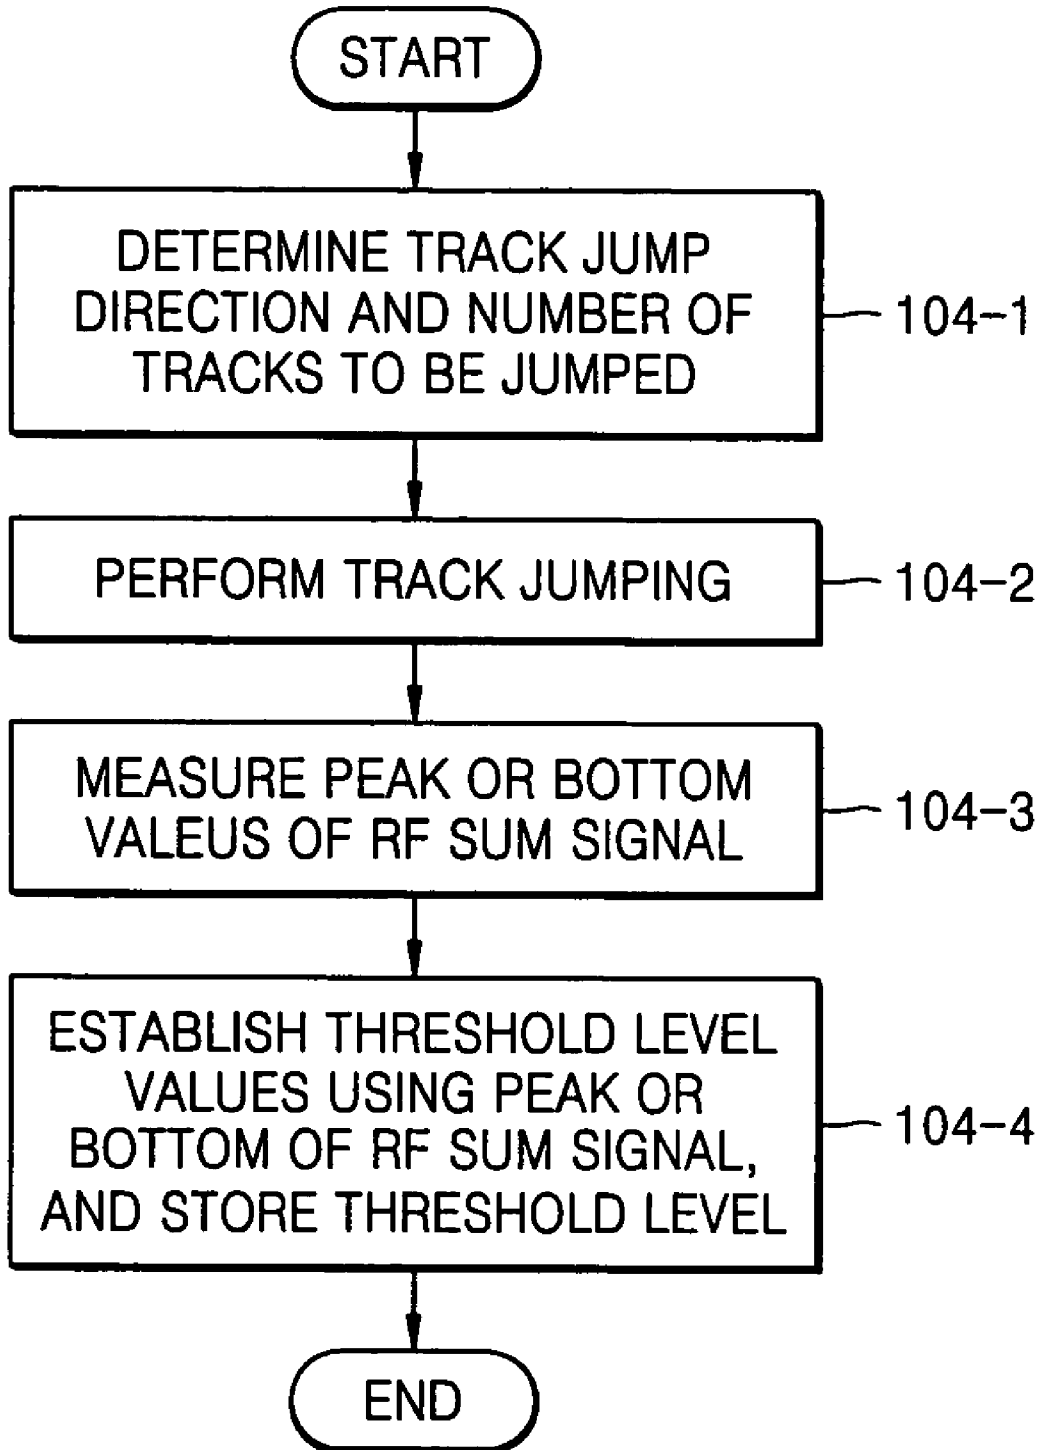 START
DETERMINE TRACK JUMP
DIRECTION AND NUMBER OF
TRACKS TO BE JUMPED
104-1
PERFORM TRACK JUMPING
104-2
MEASURE PEAK OR BOTTOM
VALEUS OF RF SUM SIGNAL
104-3
ESTABLISH THRESHOLD LEVEL
VALUES USING PEAK OR
BOTTOM OF RF SUM SIGNAL,
AND STORE THRESHOLD LEVEL
104-4
END